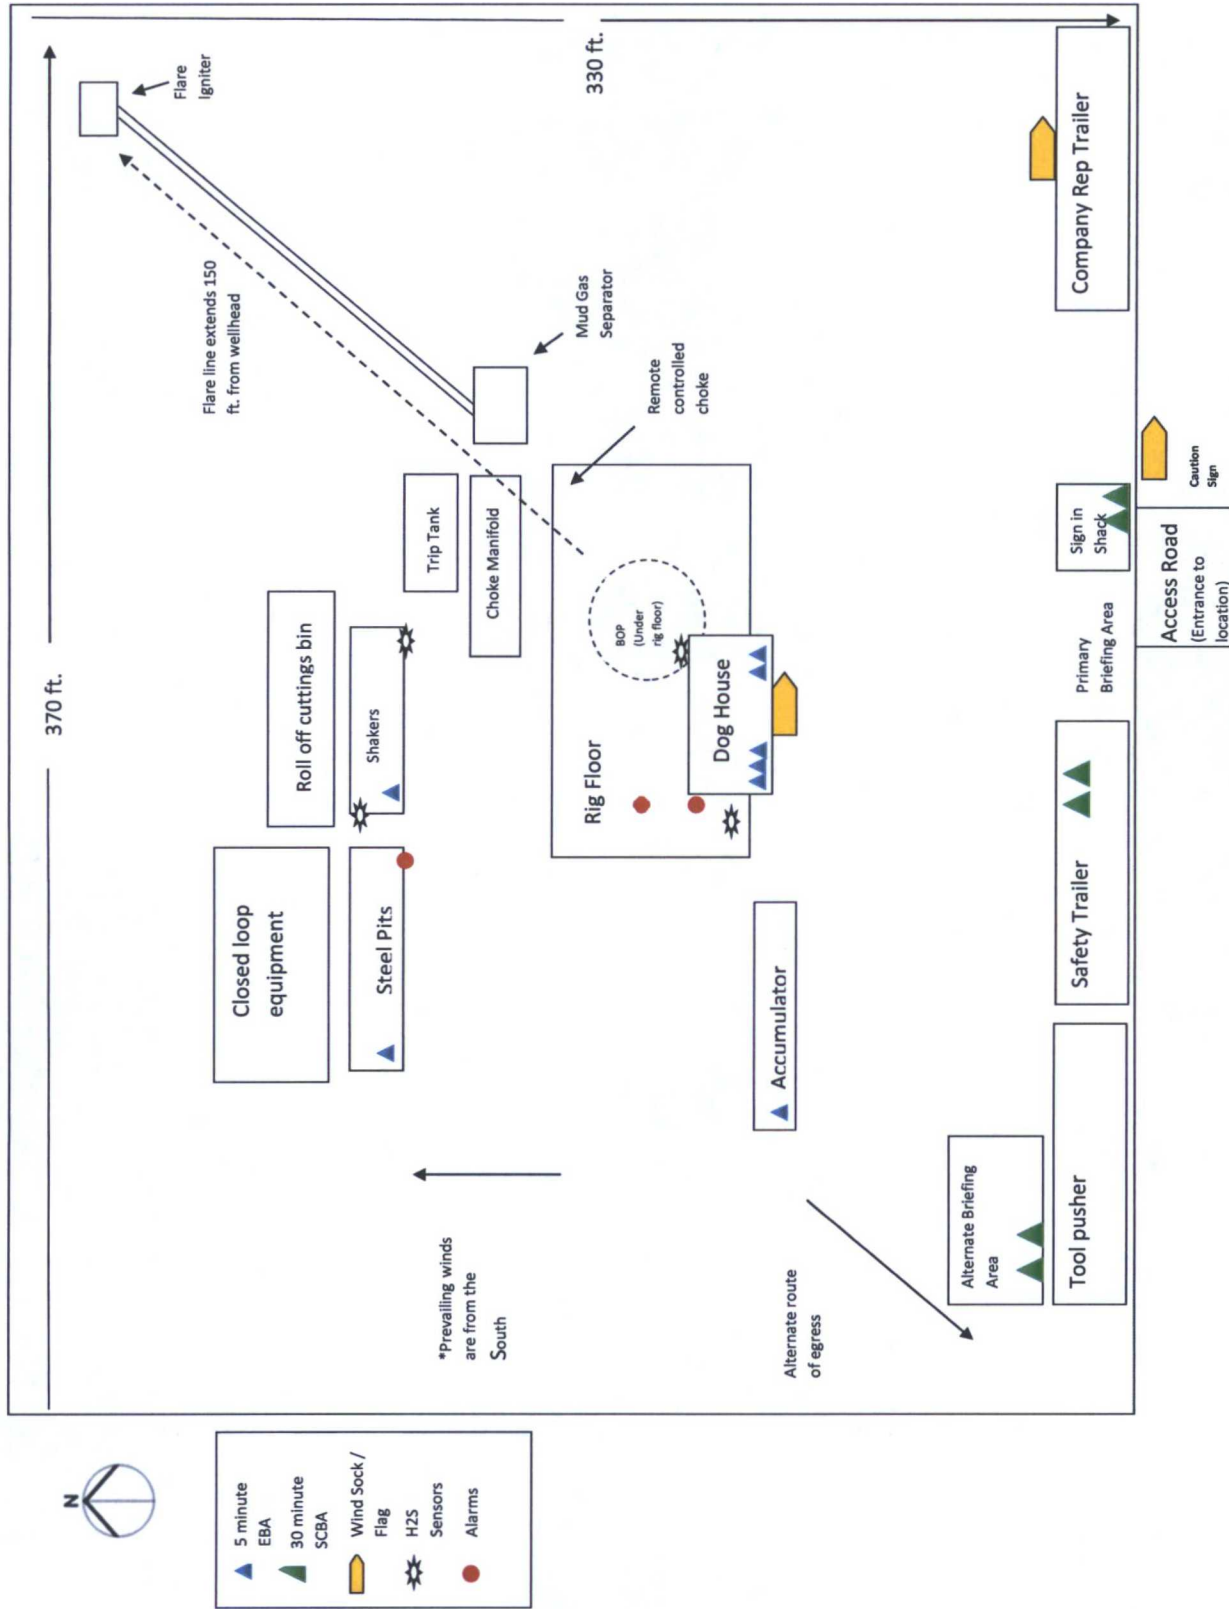 370 ft.
330 ft.
Flare
Igniter
Flare line extends 150
ft. from wellhead
Mud Gas
Separator
Remote
controlled
choke
Closed loop
equipment
Roll off cuttings bin
Steel Pits
Shakers
Trip Tank
Choke Manifold
Rig Floor
BOP
(Under
rig floor)
Dog House
Accumulator
*Prevailing winds
are from the
South
Alternate route
of egress
Alternate Briefing
Area
Tool pusher
Safety Trailer
Primary
Briefing Area
Sign in
Shack
Company Rep Trailer
Access Road
(Entrance to
location)
Caution
Sign
N
5 minute
EBA
30 minute
SCBA
Wind Sock /
Flag
H2S
Sensors
Alarms